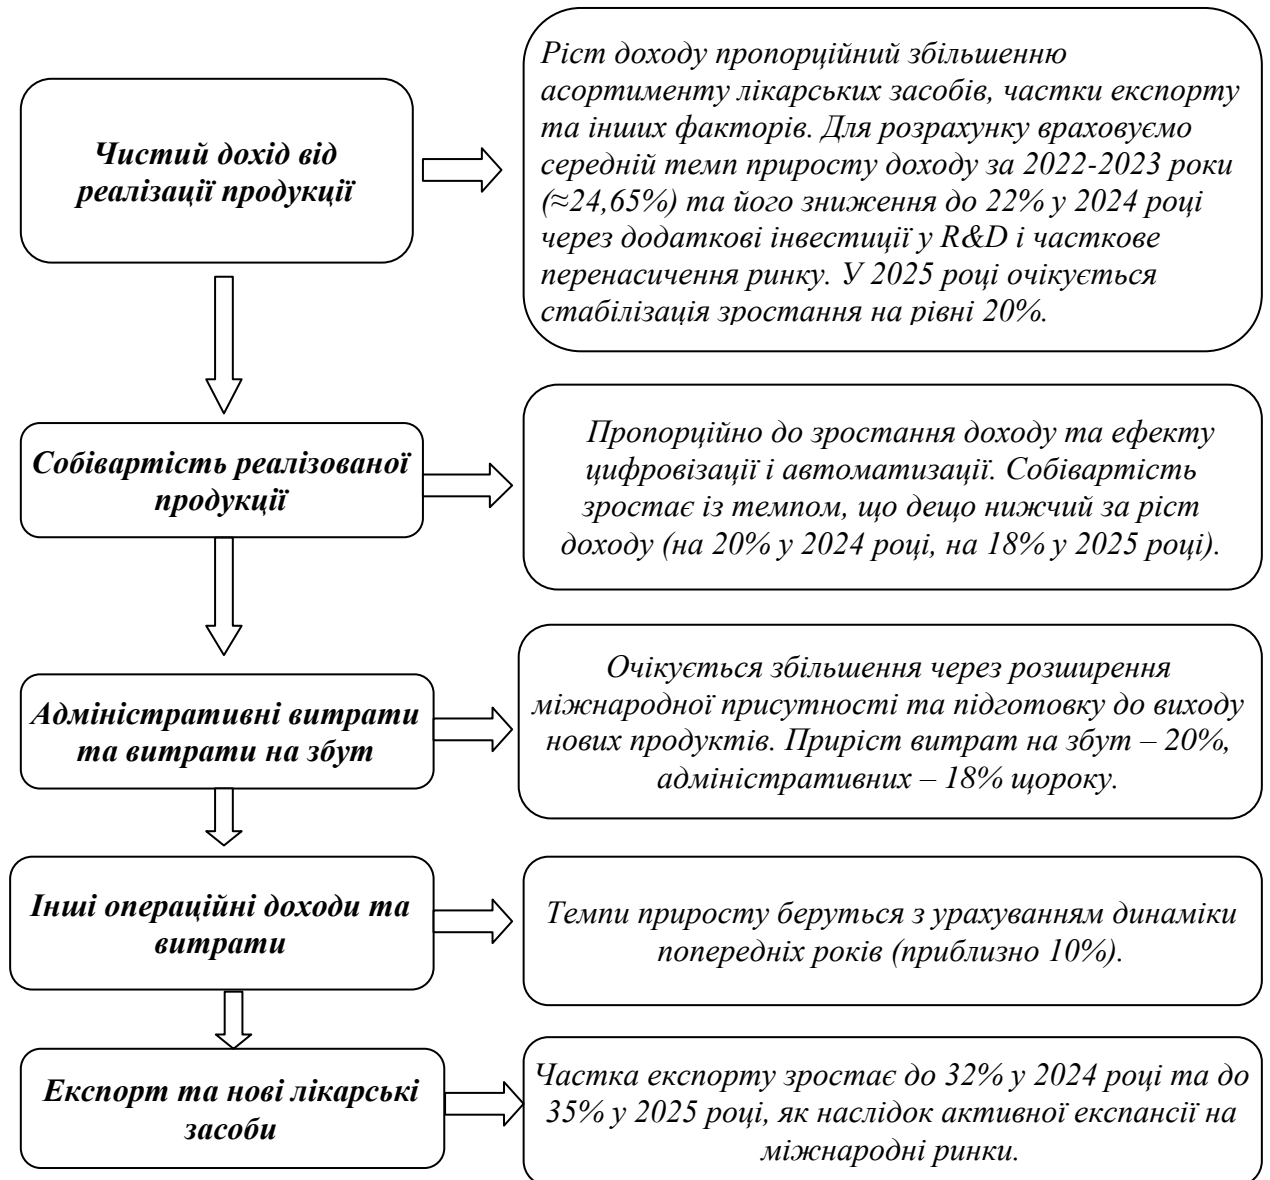 Чистий дохід від
реалізації продукції
Ріст доходу пропорційний збільшенню
асортименту лікарських засобів, частки експорту
та інших факторів. Для розрахунку враховуємо
середній темп приросту доходу за 2022-2023 роки
(≈24,65%) та його зниження до 22% у 2024 році
через додаткові інвестиції у R&D і часткове
перенасичення ринку. У 2025 році очікується
стабілізація зростання на рівні 20%.
Собівартість реалізованої
продукції
Пропорційно до зростання доходу та ефекту
цифровізації і автоматизації. Собівартість
зростає із темпом, що дещо нижчий за ріст
доходу (на 20% у 2024 році, на 18% у 2025 році).
Адміністративні витрати
та витрати на збут
Очікується збільшення через розширення
міжнародної присутності та підготовку до виходу
нових продуктів. Приріст витрат на збут – 20%,
адміністративних – 18% щороку.
Інші операційні доходи та
витрати
Темпи приросту беруться з урахуванням динаміки
попередніх років (приблизно 10%).
Експорт та нові лікарські
засоби
Частка експорту зростає до 32% у 2024 році та до
35% у 2025 році, як наслідок активної експансії на
міжнародні ринки.